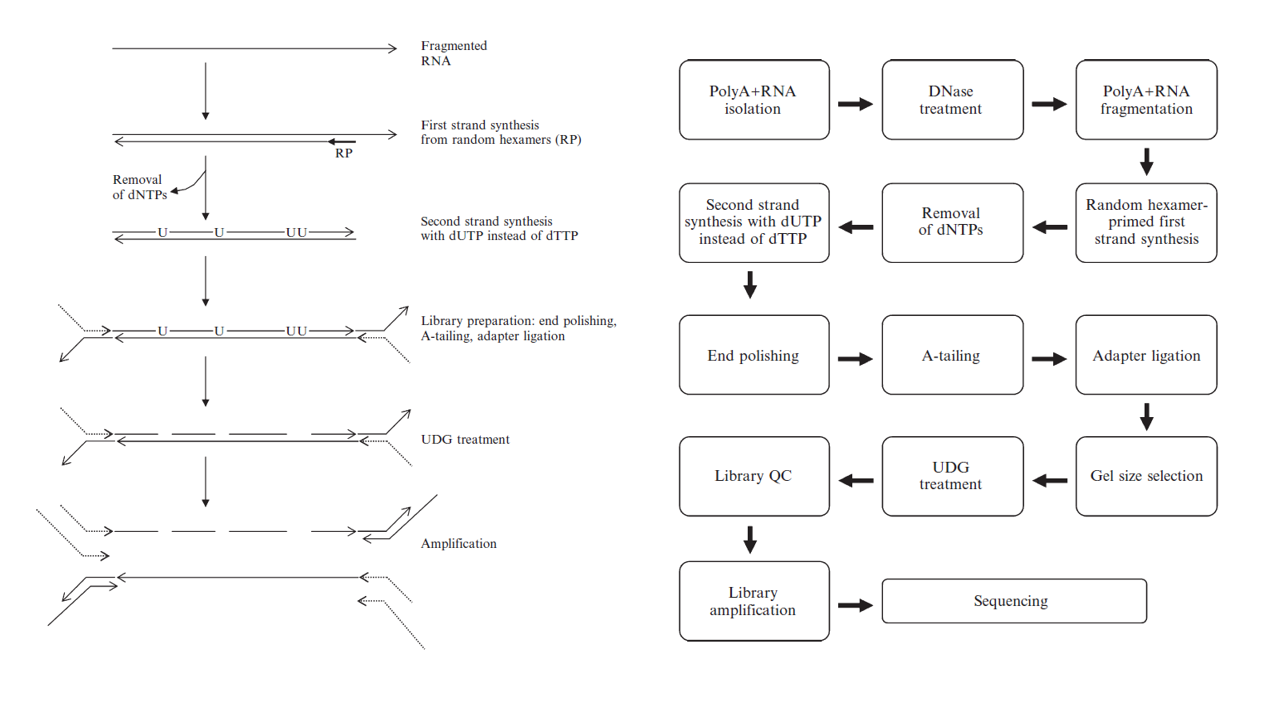 Fragmented
RNA
First strand synthesis
from random hexamers (RP)
RP
Removal
of dNTPs
Second strand synthesis
with dUTP instead of dTTP
U U UU
Library preparation: end polishing,
A-tailing, adapter ligation
U U UU
UDG treatment
Amplification
PolyA+RNA
isolation
DNase
treatment
PolyA+RNA
fragmentation
Random hexamer-
primed first
strand synthesis
Removal
of dNTPs
Second strand
synthesis with dUTP
instead of dTTP
End polishing
A-tailing
Adapter ligation
Gel size selection
UDG
treatment
Library QC
Library
amplification
Sequencing